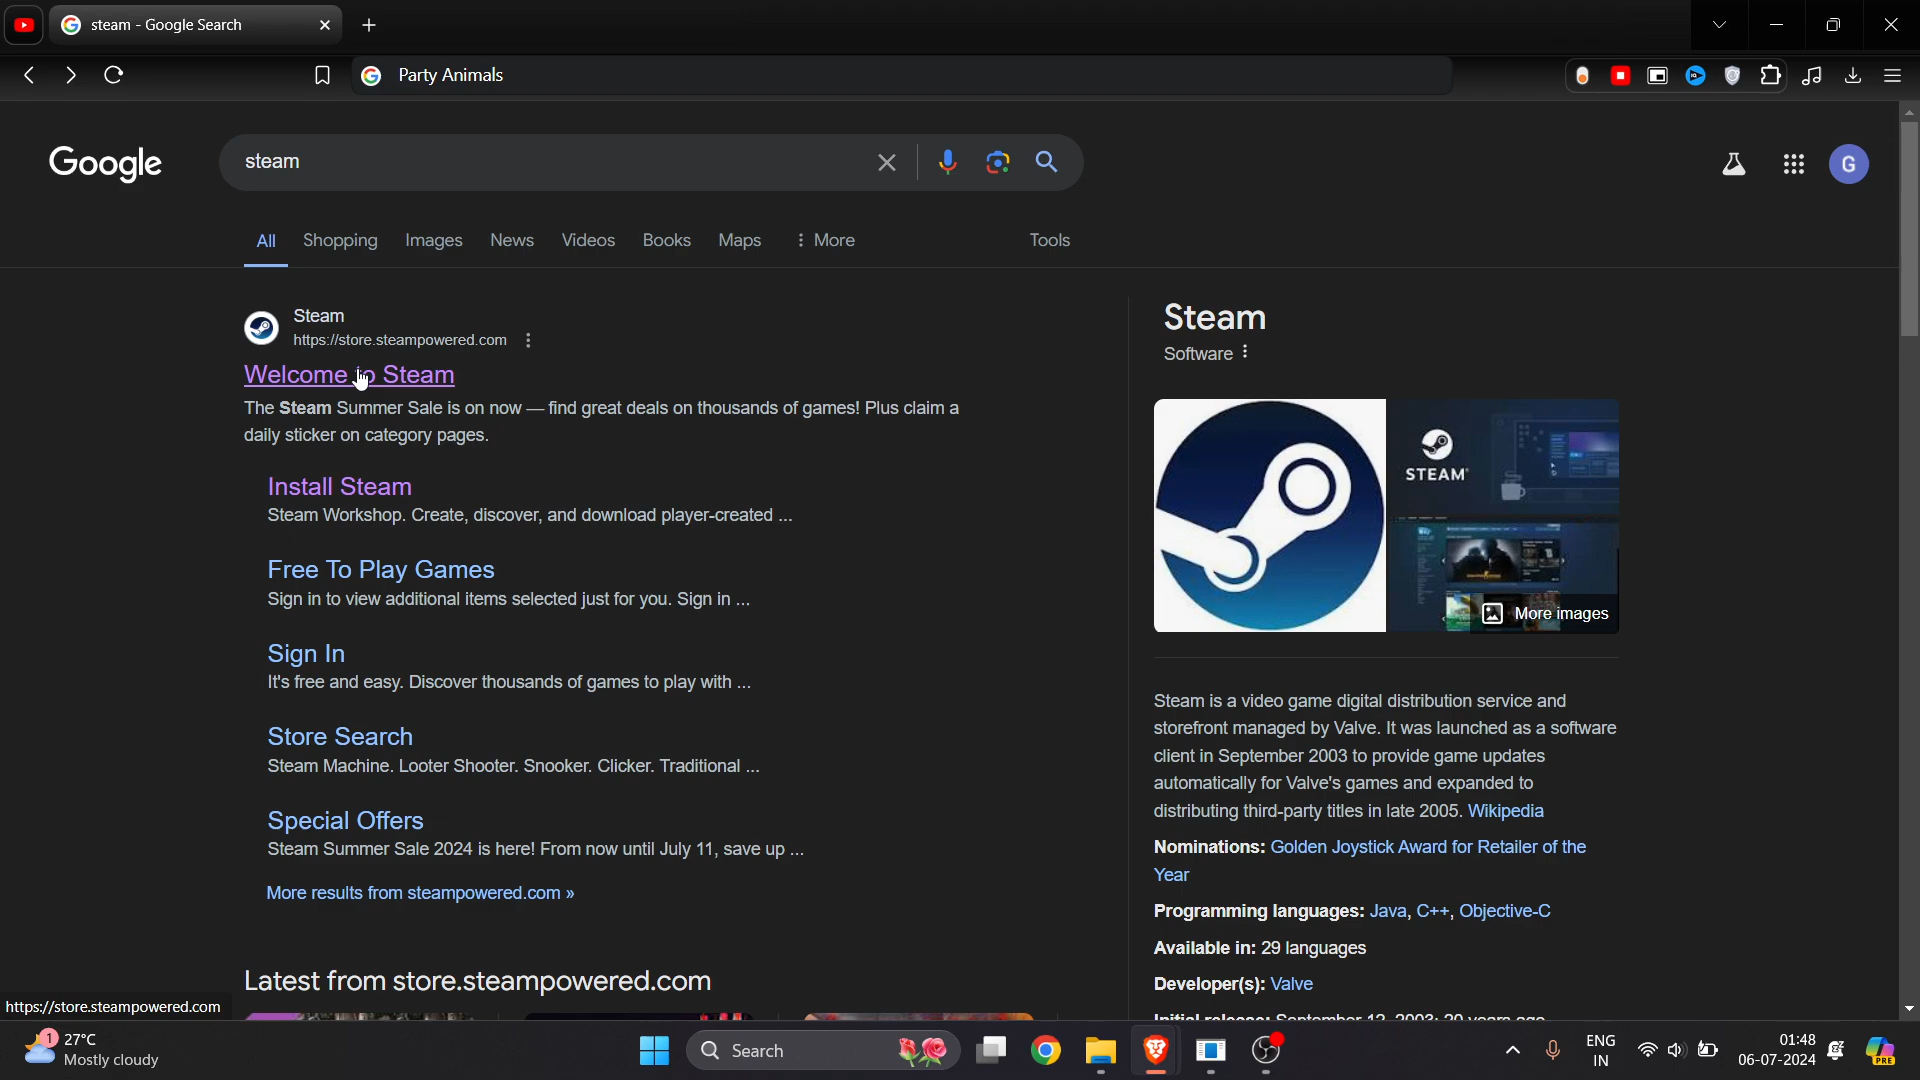 steam - Google Search
Party Animals
Google
steam
G
All Shopping Images News Videos Books Maps More Tools
Steam
https://store.steampowered.com
Welcome to Steam
The Steam Summer Sale is on now — find great deals on thousands of games! Plus claim a
daily sticker on category pages.
Install Steam
Steam Workshop. Create, discover, and download player-created ...
Free To Play Games
Sign in to view additional items selected just for you. Sign in ...
Sign In
It's free and easy. Discover thousands of games to play with ...
Store Search
Steam Machine. Looter Shooter. Snooker. Clicker. Traditional ...
Special Offers
Steam Summer Sale 2024 is here! From now until July 11, save up ...
More results from steampowered.com »
Latest from store.steampowered.com
Steam
Software
STEAM
More images
Steam is a video game digital distribution service and
storefront managed by Valve. It was launched as a software
client in September 2003 to provide game updates
automatically for Valve's games and expanded to
distributing third-party titles in late 2005. Wikipedia
Nominations: Golden Joystick Award for Retailer of the
Year
Programming languages: Java, C++, Objective-C
Available in: 29 languages
Developer(s): Valve
Initial release: September 12, 2003; 20 years ago
https://store.steampowered.com
1
27°C
Mostly cloudy
Search
ENG
IN
01:48
06-07-2024
PRE